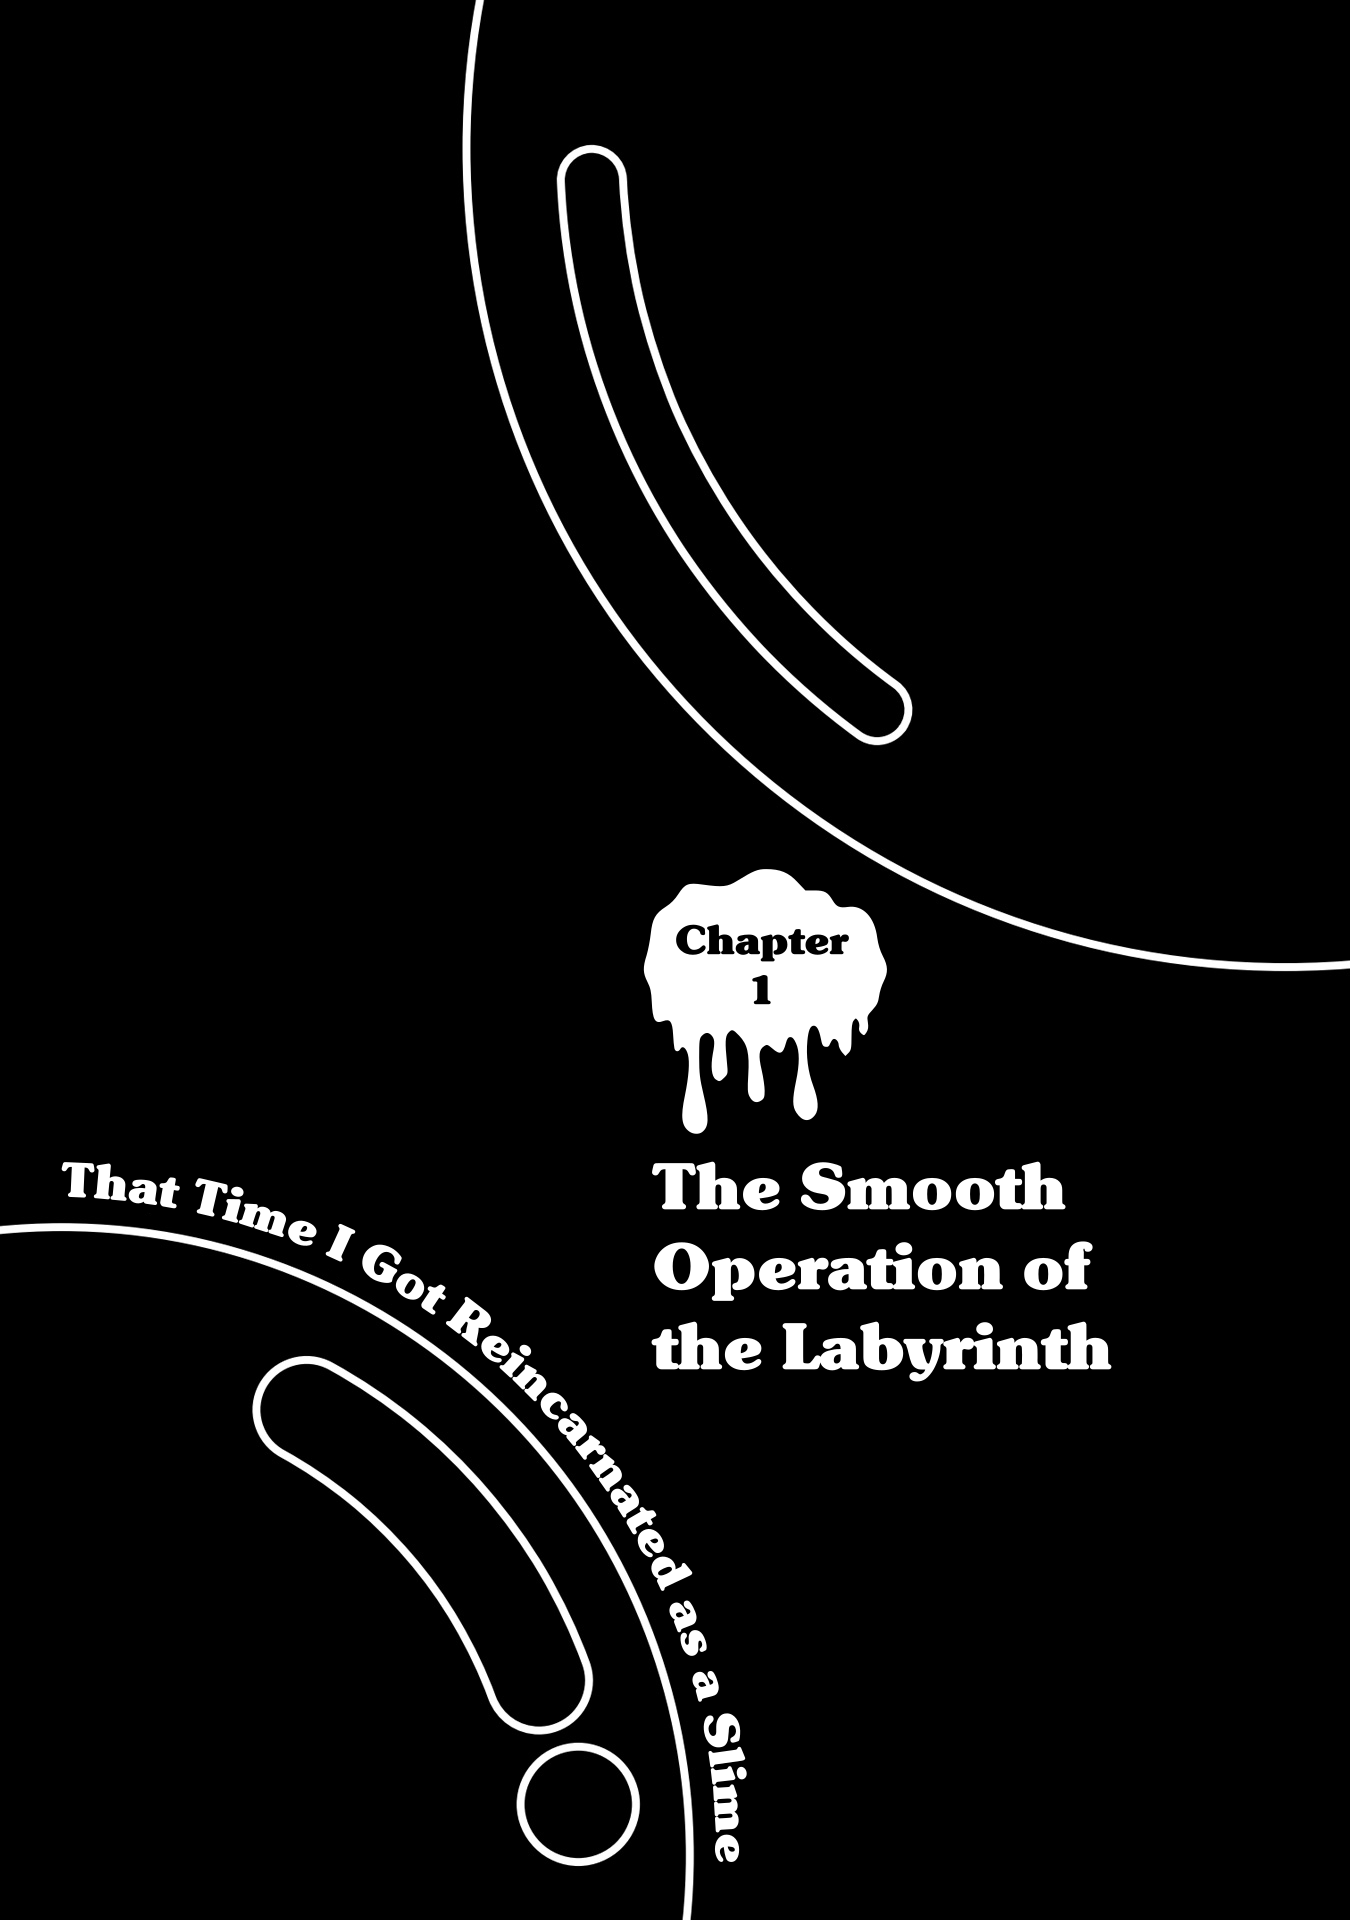 Chapter
1
The Smooth
Operation of
the Labyrinth
That Time I Got Reincarnated as a Slime